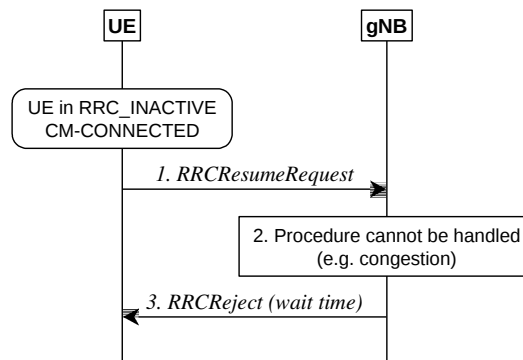 UE
gNB
UE in RRC_INACTIVE
CM-CONNECTED
1. RRCResumeRequest
2. Procedure cannot be handled
(e.g. congestion)
3. RRCReject (wait time)